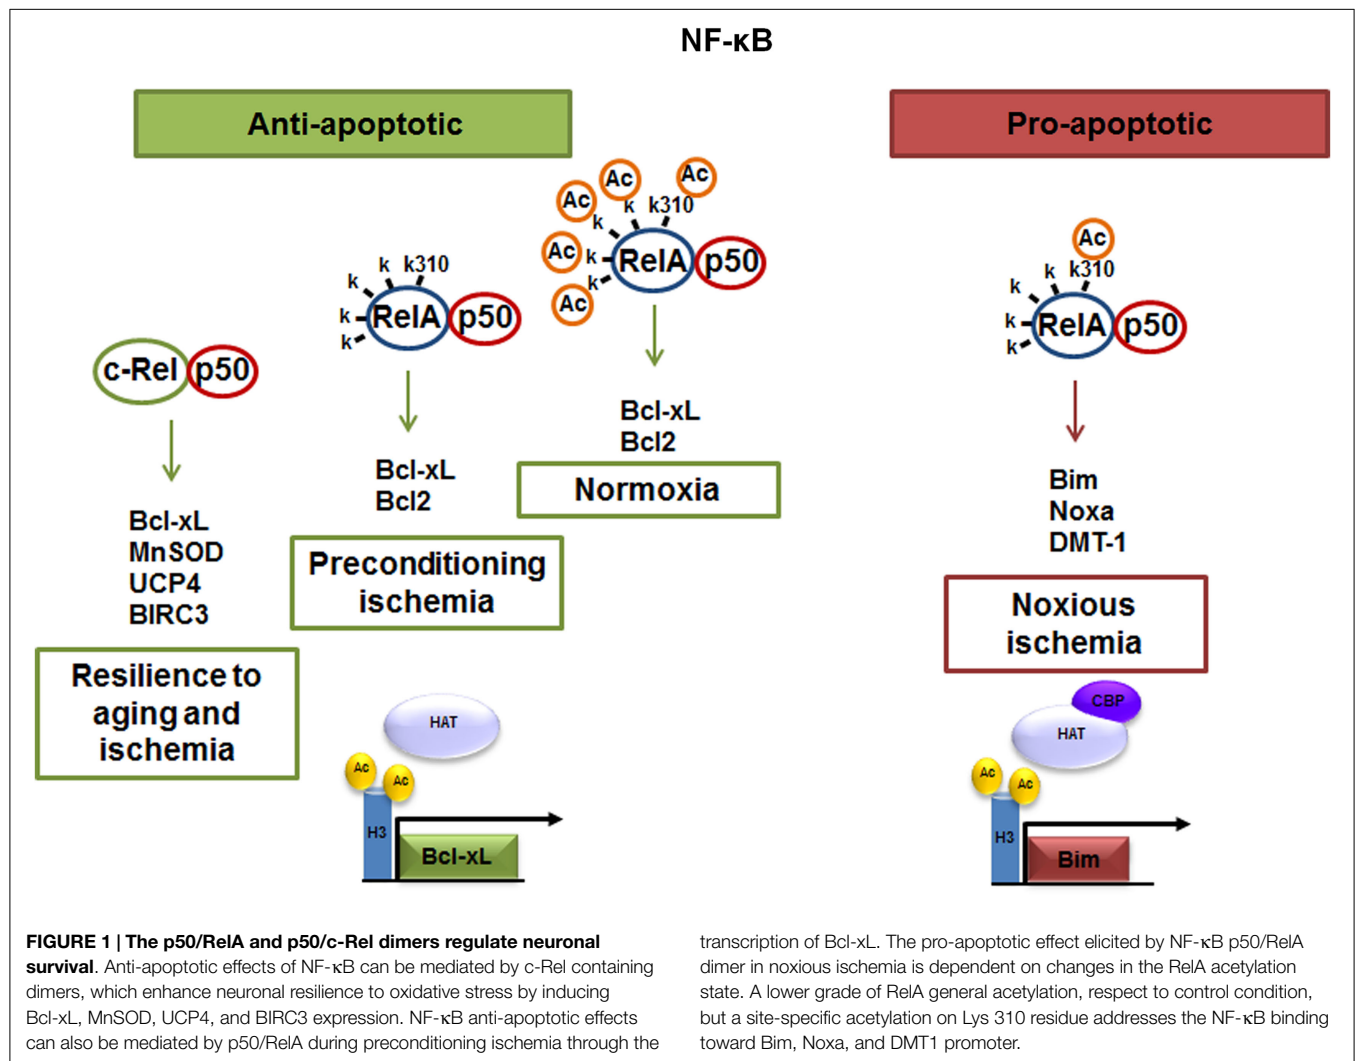 NF-κB
Anti-apoptotic
Pro-apoptotic
c-Rel p50
Bcl-xL
MnSOD
UCP4
BIRC3
Resilience to
aging and
ischemia
k k k k k310
RelA p50
Bcl-xL
Bcl2
Preconditioning
ischemia
Ac Ac Ac Ac Ac
k k k k k310
RelA p50
Bcl-xL
Bcl2
Normoxia
Ac
k k k k k310
RelA p50
Bim
Noxa
DMT-1
Noxious
ischemia
HAT
Ac Ac
H3
Bcl-xL
CBP
HAT
Ac Ac
H3
Bim
FIGURE 1 | The p50/RelA and p50/c-Rel dimers regulate neuronal
survival. Anti-apoptotic effects of NF-κB can be mediated by c-Rel containing
dimers, which enhance neuronal resilience to oxidative stress by inducing
Bcl-xL, MnSOD, UCP4, and BIRC3 expression. NF-κB anti-apoptotic effects
can also be mediated by p50/RelA during preconditioning ischemia through the
transcription of Bcl-xL. The pro-apoptotic effect elicited by NF-κB p50/RelA
dimer in noxious ischemia is dependent on changes in the RelA acetylation
state. A lower grade of RelA general acetylation, respect to control condition,
but a site-specific acetylation on Lys 310 residue addresses the NF-κB binding
toward Bim, Noxa, and DMT1 promoter.